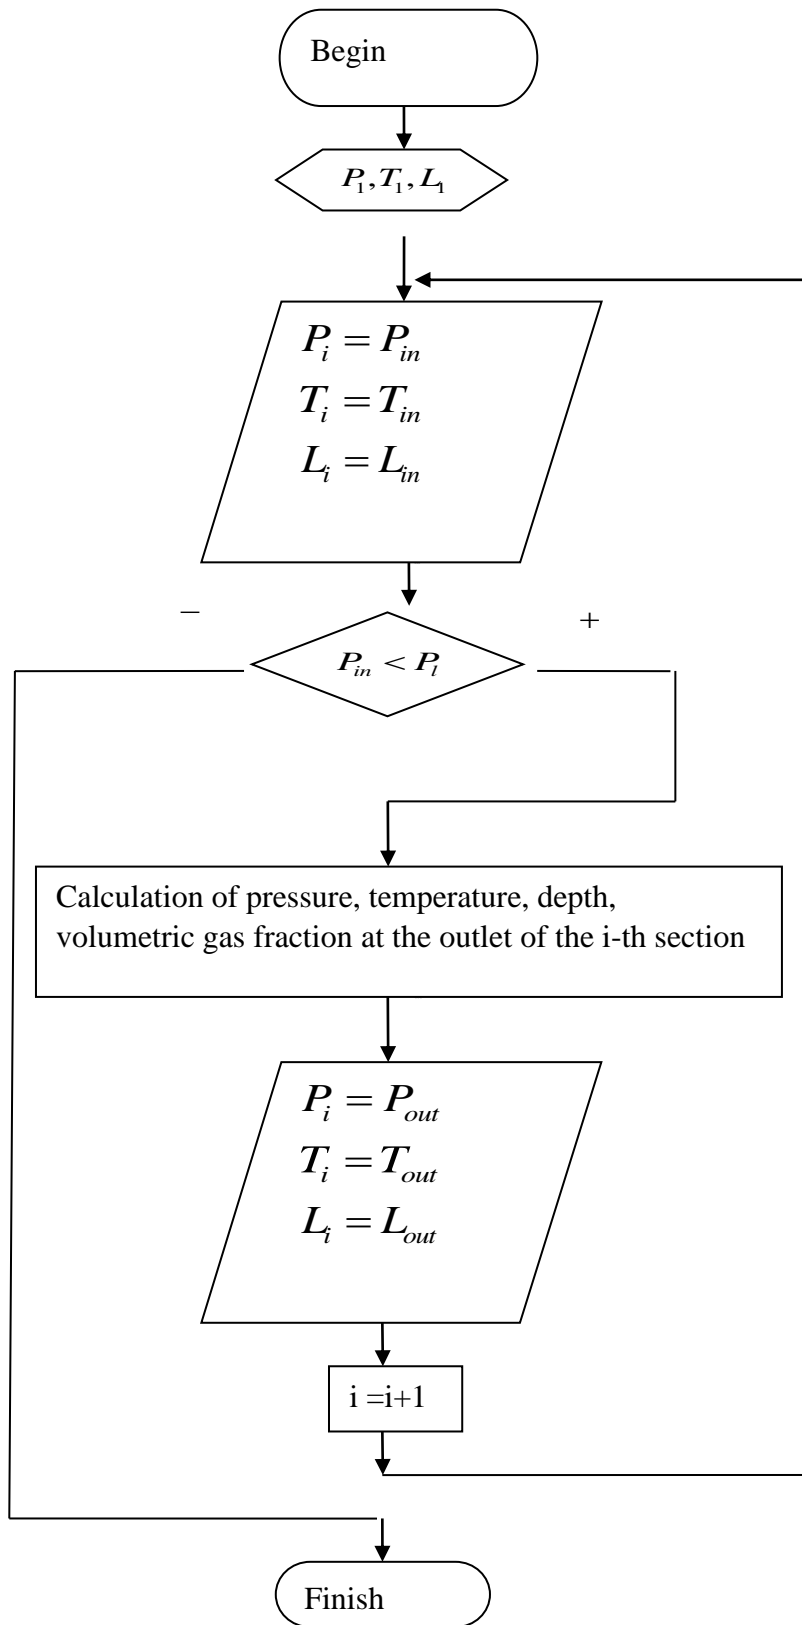 Begin
P₁, T₁, L₁
Pᵢ = Pᵢₙ
Tᵢ = Tᵢₙ
Lᵢ = Lᵢₙ
− +
Pᵢₙ < Pₗ
Calculation of pressure, temperature, depth,
volumetric gas fraction at the outlet of the i-th section
Pᵢ = Pₒᵤₜ
Tᵢ = Tₒᵤₜ
Lᵢ = Lₒᵤₜ
i =i+1
Finish